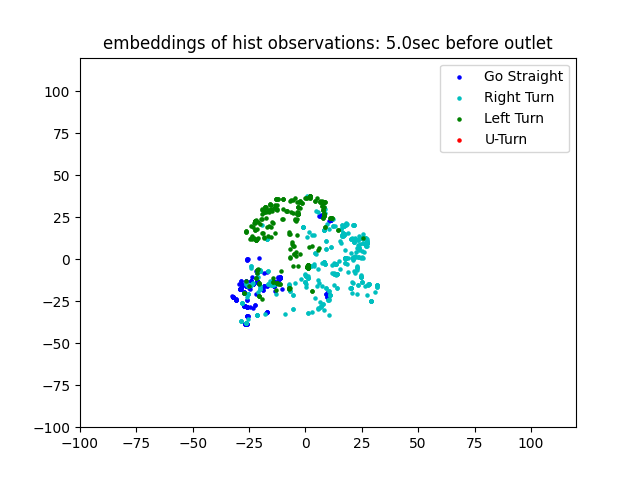 embeddings of hist observations: 5.0sec before outlet
Go Straight
Right Turn
Left Turn
U-Turn
100
75
50
25
0
−25
−50
−75
−100
−100 −75 −50 −25 0 25 50 75 100